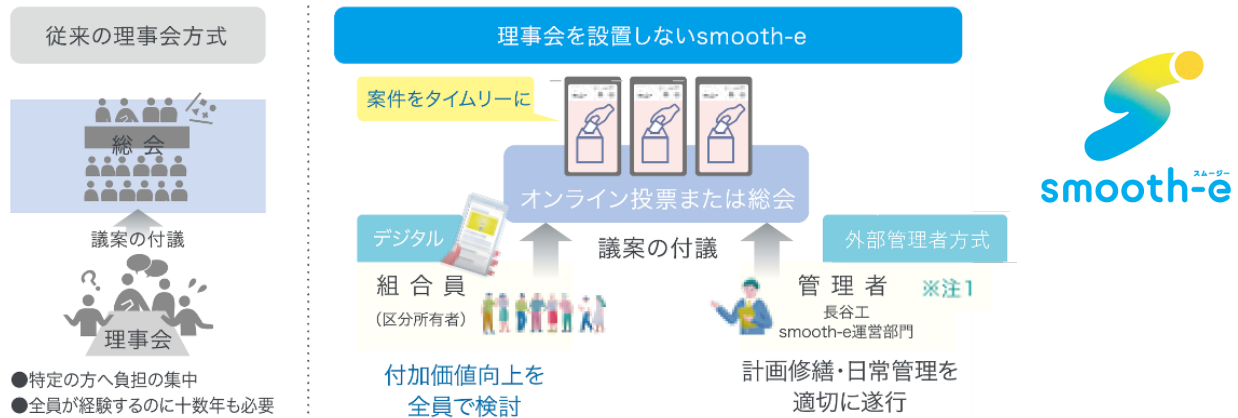 従来の理事会方式
総会
議案の付議
理事会
●特定の方へ負担の集中
●全員が経験するのに十数年も必要
理事会を設置しないsmooth-e
案件をタイムリーに
オンライン投票または総会
デジタル
議案の付議
外部管理者方式
組合員
(区分所有者)
管理者 ※注1
長谷工
smooth-e運営部門
付加価値向上を
全員で検討
計画修繕・日常管理を
適切に遂行
スムージー
smooth-e